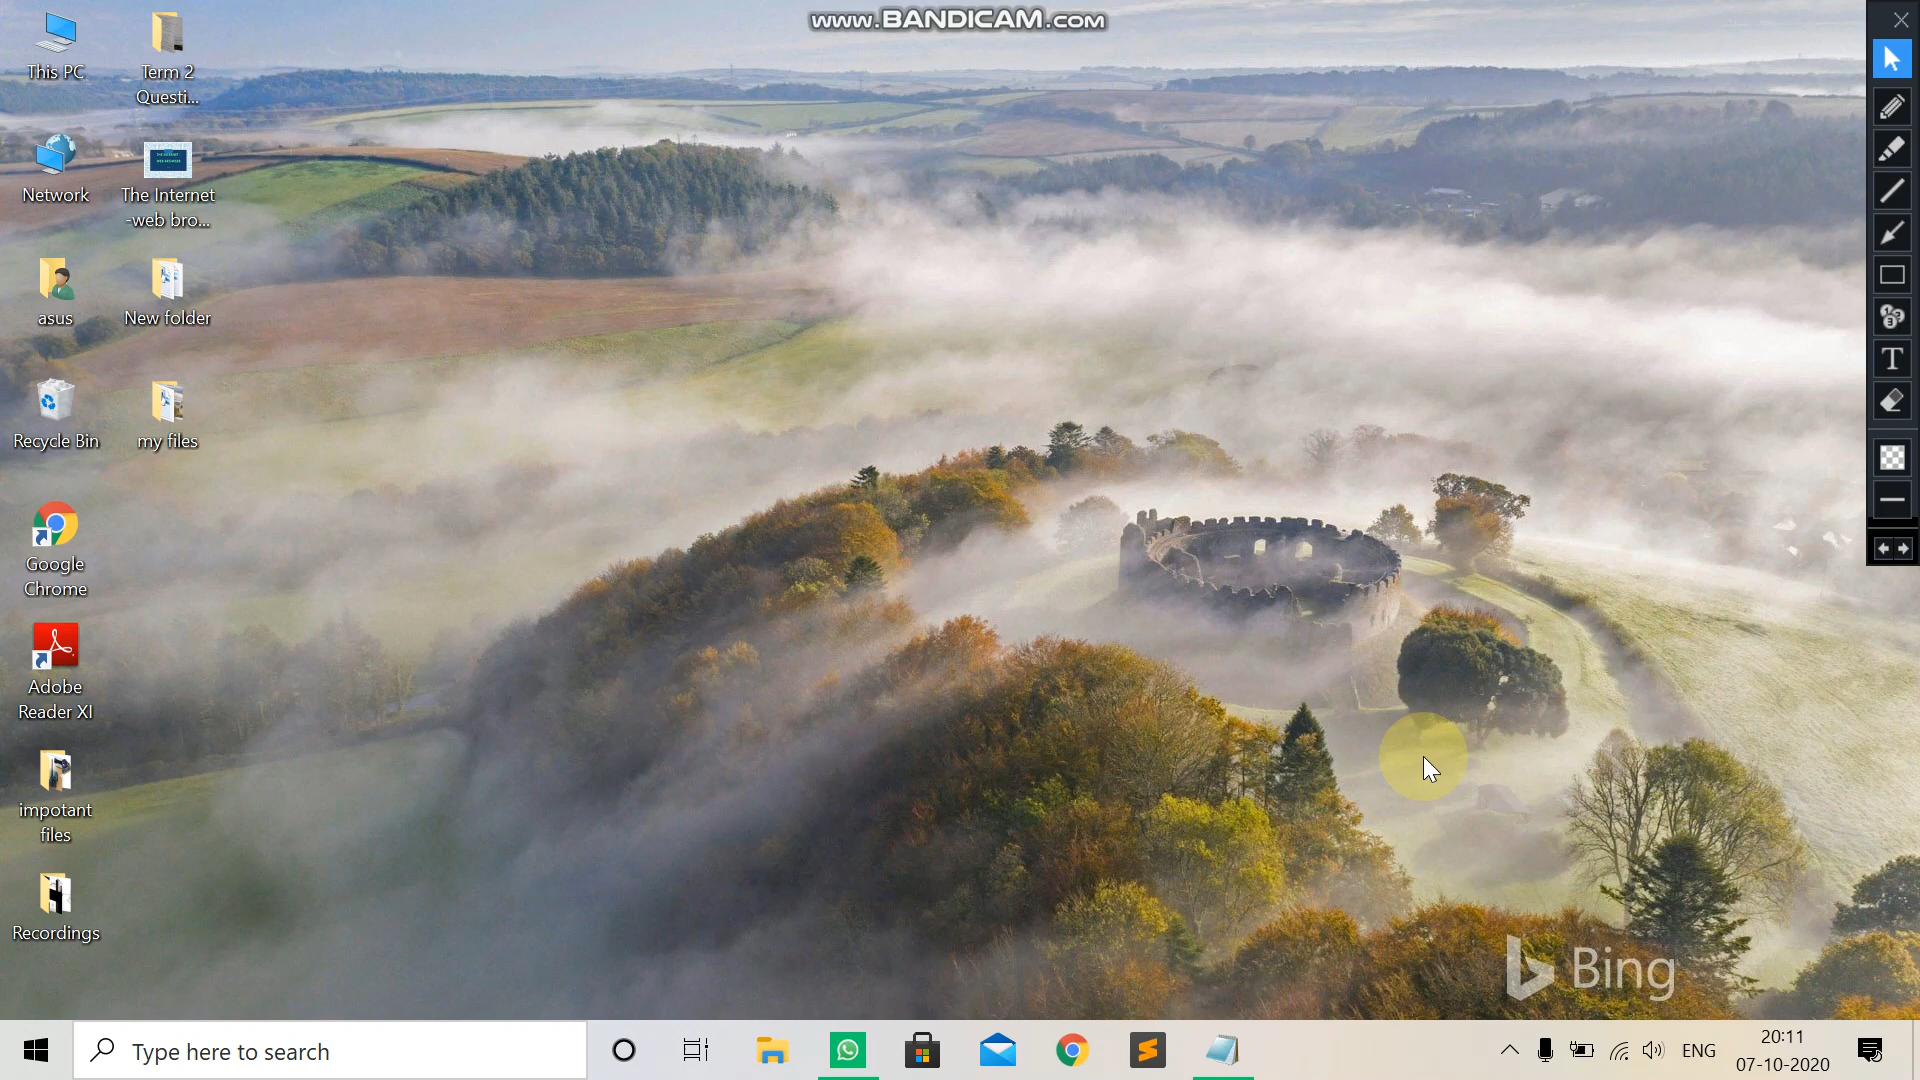 www.BANDICAM.com
This PC
Term 2
Questi...
Network
The Internet
-web bro...
asus
New folder
Recycle Bin
my files
Google
Chrome
Adobe
Reader XI
impotant
files
Recordings
T
Bing
Type here to search
ENG
20:11
07-10-2020